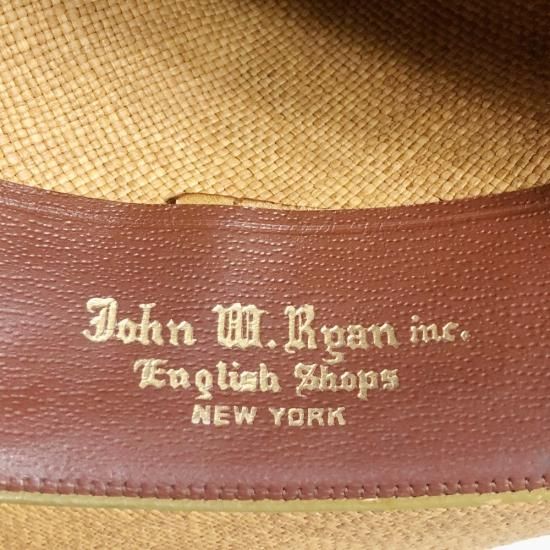 John W. Ryan inc.
English Shops
NEW YORK